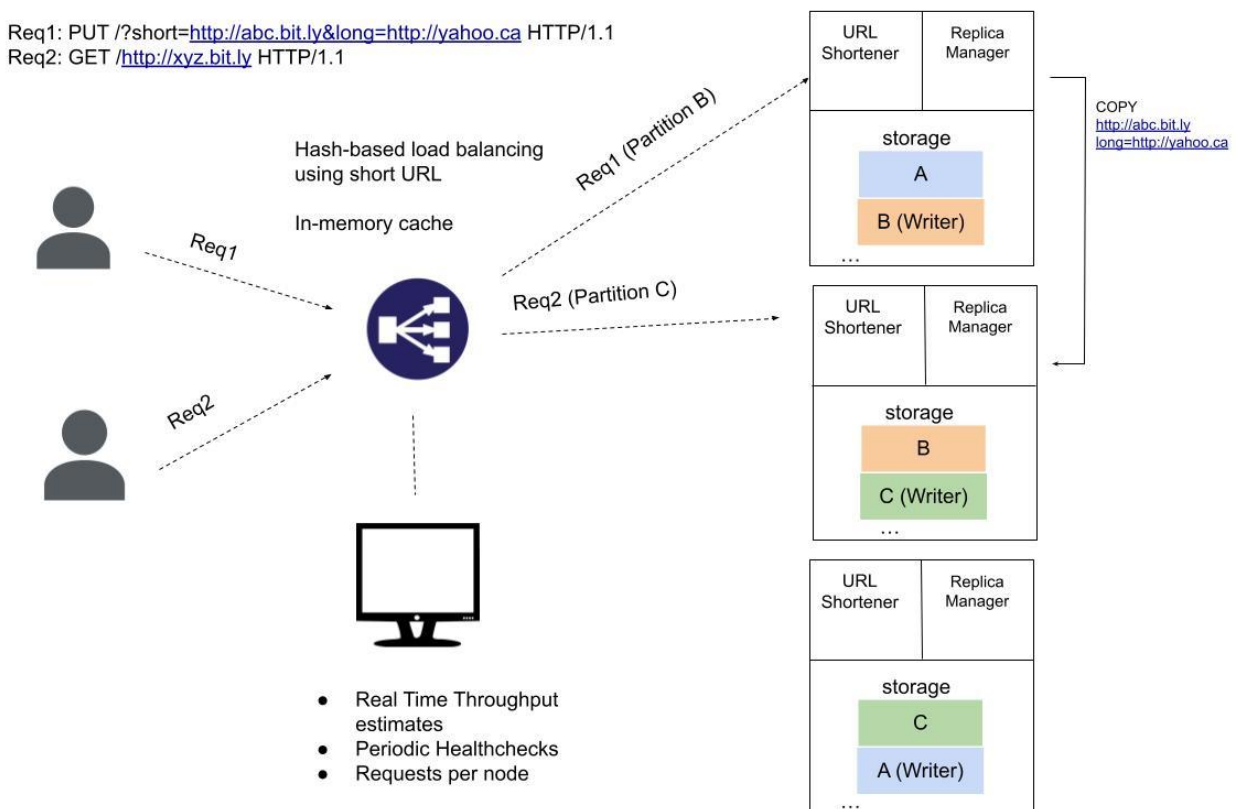 Req1: PUT /?short=http://abc.bit.ly&long=http://yahoo.ca HTTP/1.1
Req2: GET /http://xyz.bit.ly HTTP/1.1
Hash-based load balancing
using short URL
In-memory cache
Req1
Req2
Req1 (Partition B)
Req2 (Partition C)
Real Time Throughput
estimates
Periodic Healthchecks
Requests per node
URL
Shortener
Replica
Manager
storage
A
B (Writer)
...
COPY
http://abc.bit.ly
long=http://yahoo.ca
URL
Shortener
Replica
Manager
storage
B
C (Writer)
...
URL
Shortener
Replica
Manager
storage
C
A (Writer)
...